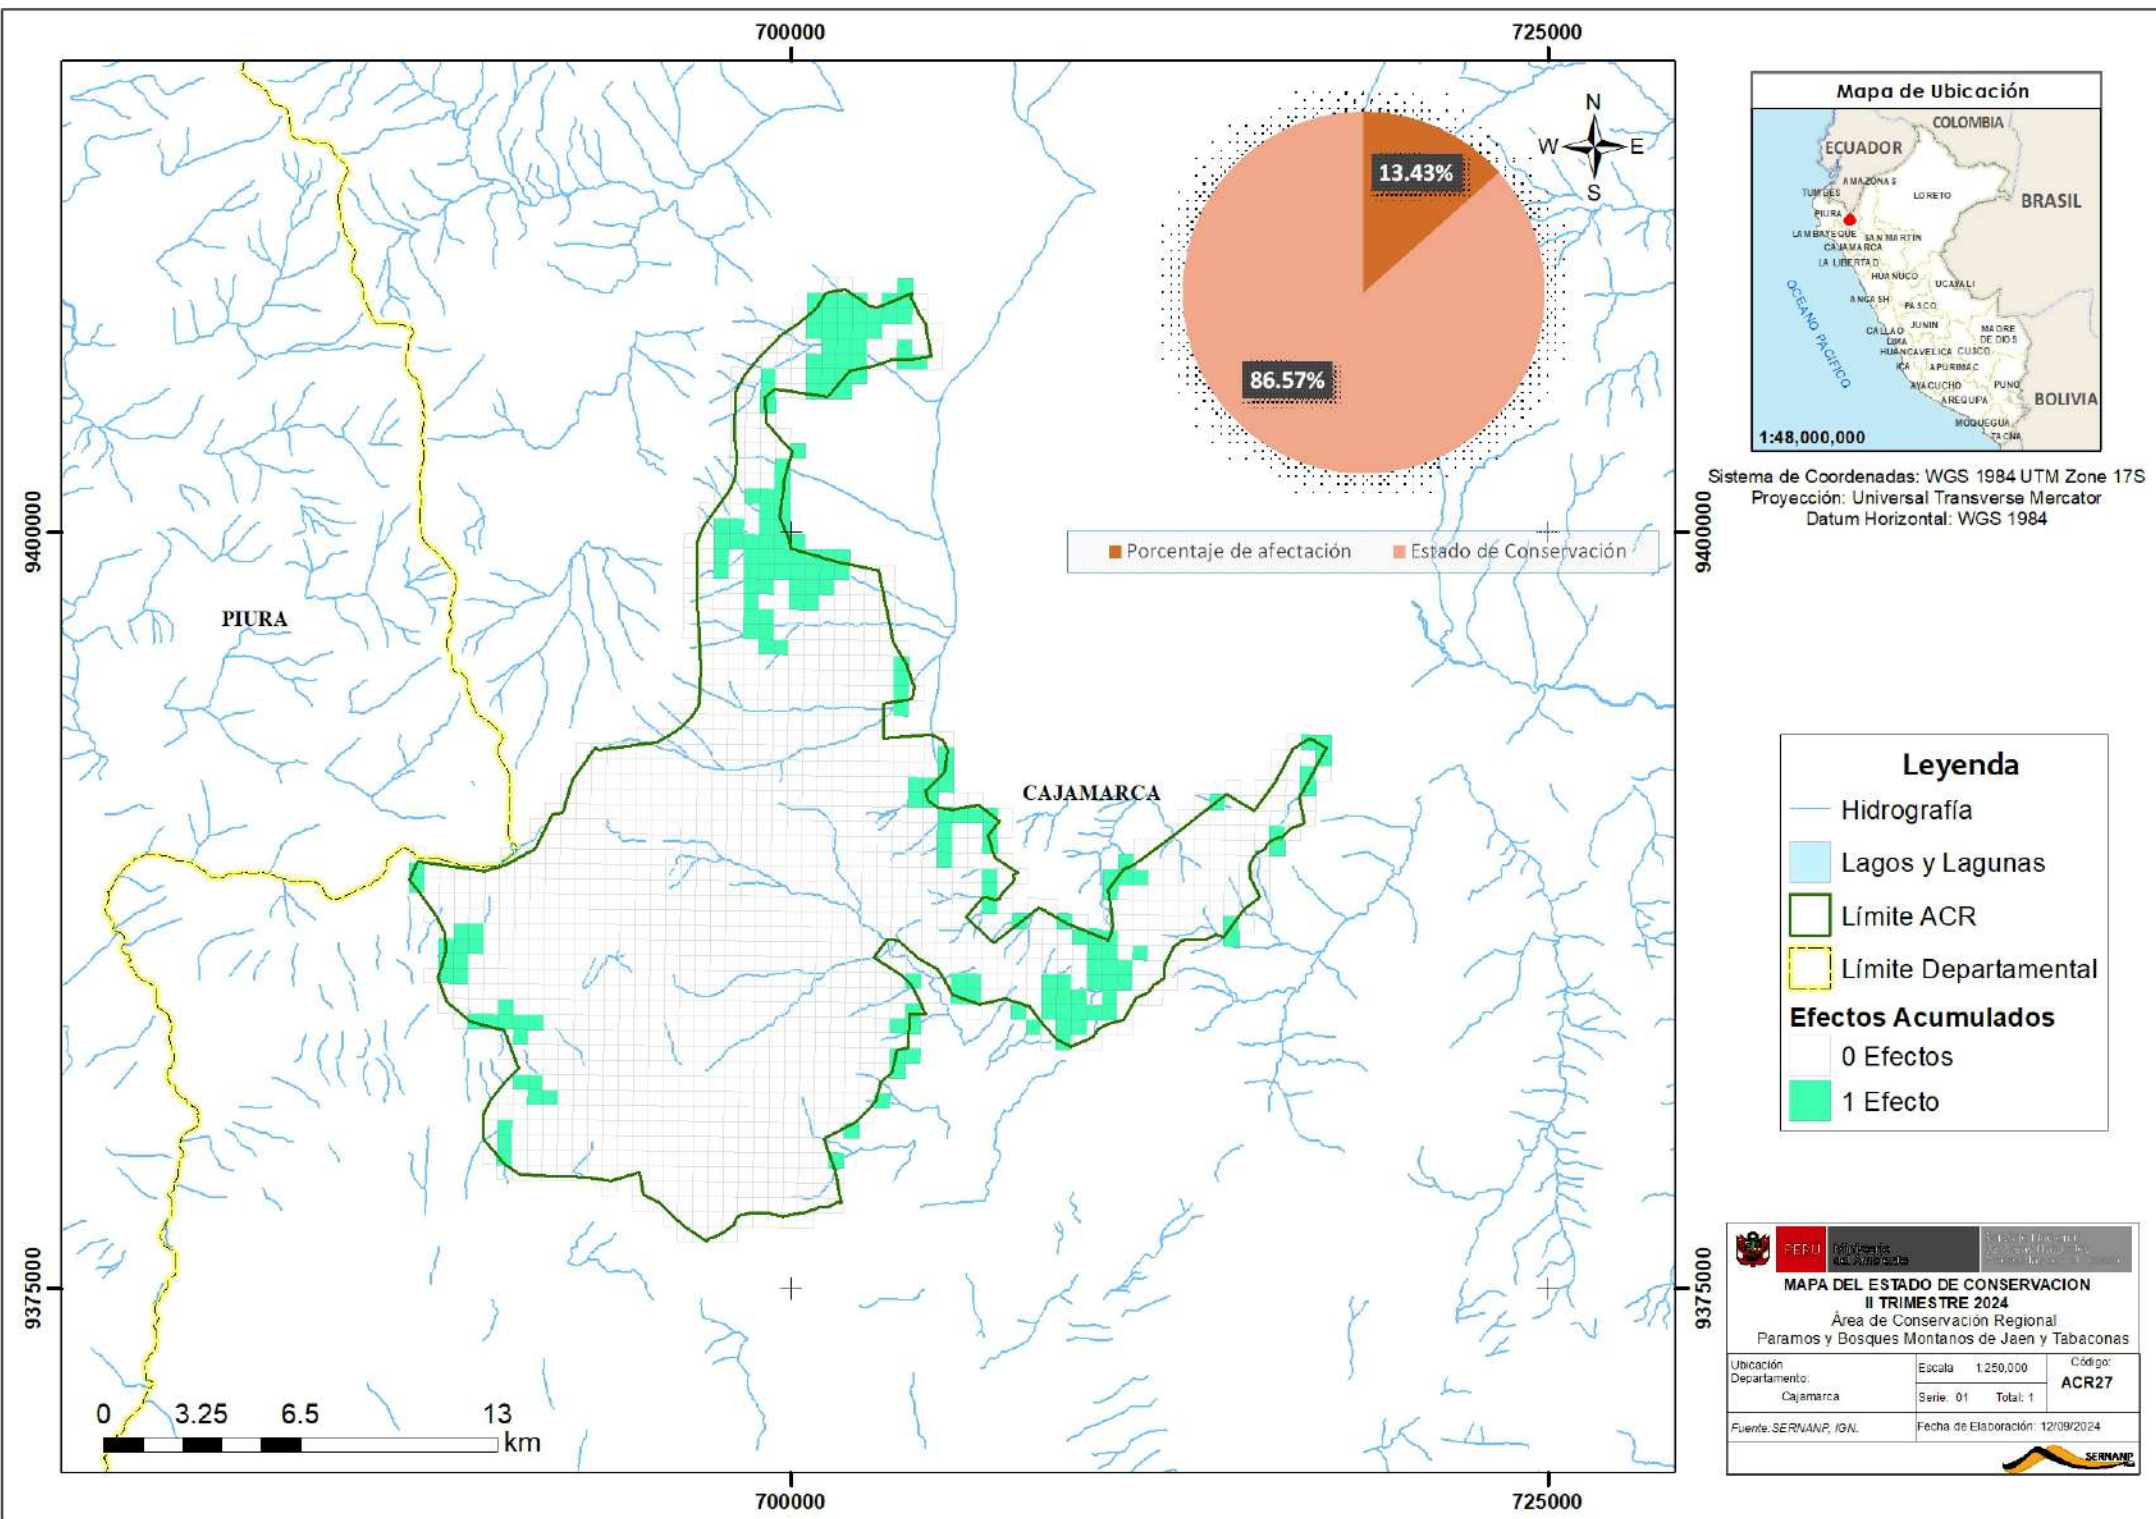 700000
725000
N
W
E
S
13.43%
86.57%
Porcentaje de afectación
Estado de Conservación
9400000
9400000
9375000
9375000
PIURA
CAJAMARCA
0
3.25
6.5
13
km
700000
725000
Mapa de Ubicación
COLOMBIA
ECUADOR
AMAZONAS
TUMBES
LORETO
BRASIL
PIURA
LAMBAYEQUE
SAN MARTIN
CAJAMARCA
LA LIBERTAD
HUANUCO
UCAYALI
ANCASH
PASCO
CALLAO
JUNIN
MADRE
DE DIOS
LIMA
HUANCAVELICA
CUSCO
ICA
APURIMAC
AYACUCHO
PUNO
AREQUIPA
BOLIVIA
MOQUEGUA
TACNA
OCEANO PACIFICO
1:48,000,000
Sistema de Coordenadas: WGS 1984 UTM Zone 17S
Proyección: Universal Transverse Mercator
Datum Horizontal: WGS 1984
Leyenda
Hidrografía
Lagos y Lagunas
Límite ACR
Límite Departamental
Efectos Acumulados
0 Efectos
1 Efecto
PERU
Ministerio
del Ambiente
MAPA DEL ESTADO DE CONSERVACION
II TRIMESTRE 2024
Área de Conservación Regional
Paramos y Bosques Montanos de Jaen y Tabaconas
Ubicación
Departamento:
Cajamarca
Escala 1:250,000
Serie: 01 Total: 1
Código:
ACR27
Fuente: SERNANP, IGN.
Fecha de Elaboración: 12/09/2024
SERNANP